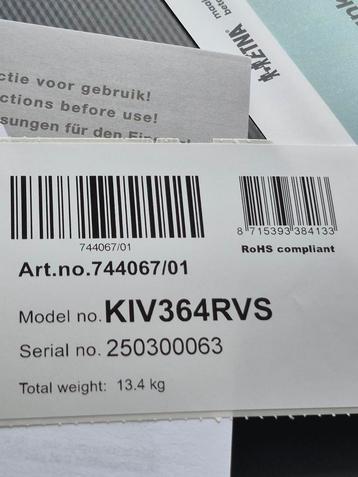 K-RETNA®
ctie voor gebruik!
ctions before use!
sungen für den
744067/01
8 715393 384133
RoHS compliant
Art.no.744067/01
Model no. KIV364RVS
Serial no. 250300063
Total weight: 13.4 kg